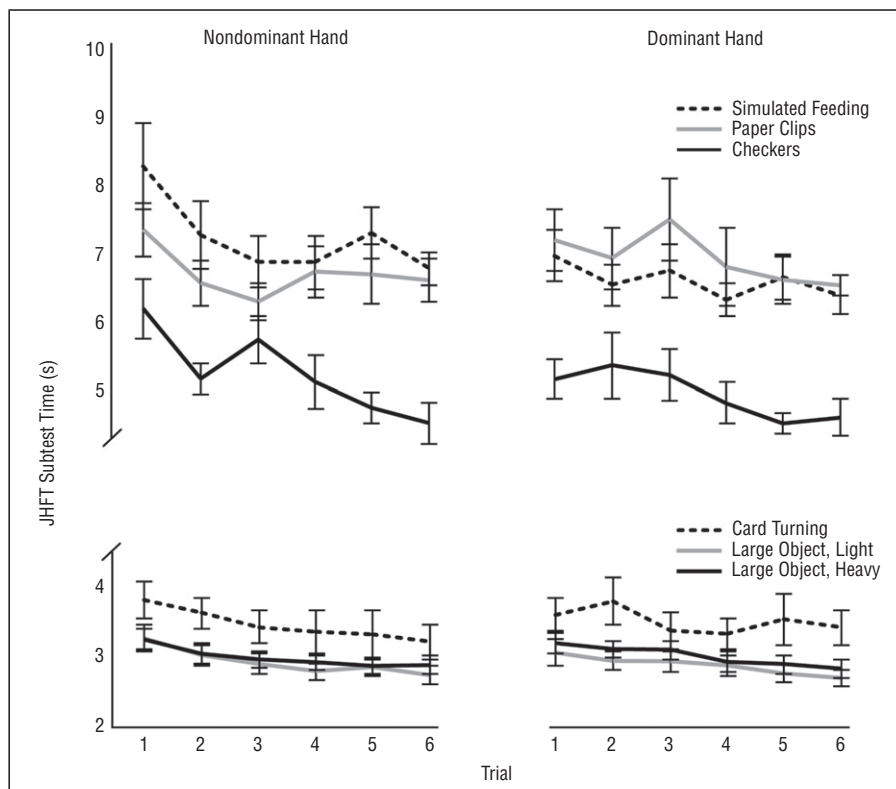 Nondominant Hand
Dominant Hand
10
9
8
7
6
5
Simulated Feeding
Paper Clips
Checkers
JHFT Subtest Time (s)
4
3
2
Card Turning
Large Object, Light
Large Object, Heavy
1 2 3 4 5 6
1 2 3 4 5 6
Trial